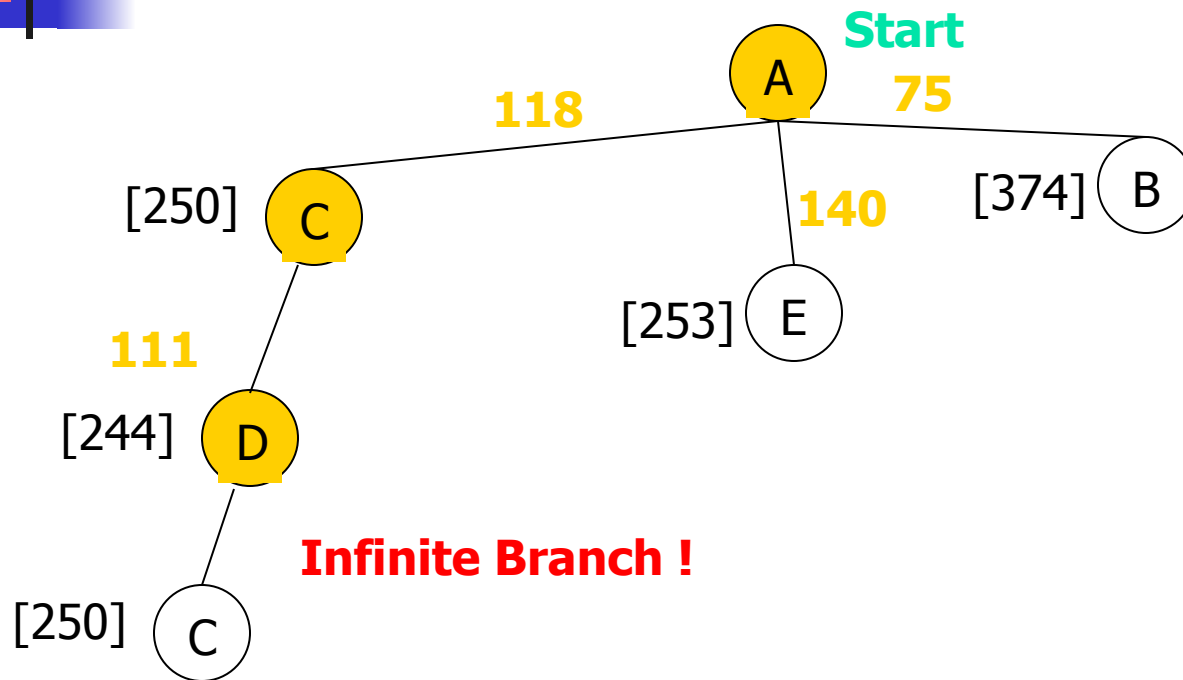 Start
A
118
75
[250]
C
140
[374]
B
[253]
E
111
[244]
D
Infinite Branch !
[250]
C